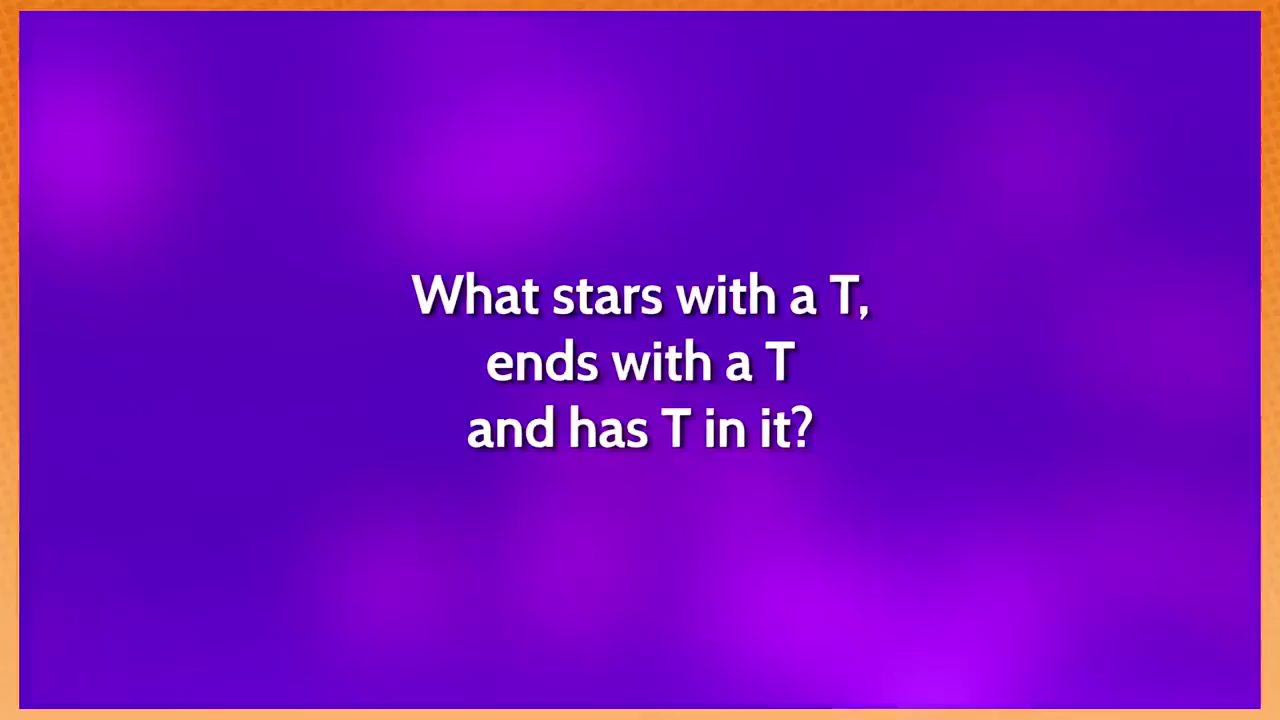 What stars with a T,
ends with a T
and has T in it?